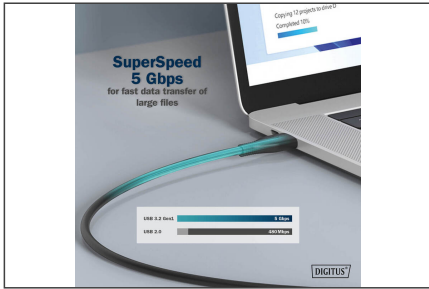 Copying 12 projects to drive D
Completed 10%
SuperSpeed
5 Gbps
for fast data transfer of
large files
USB 3.2 Gen1
5 Gbps
USB 2.0
480 Mbps
DIGITUS®